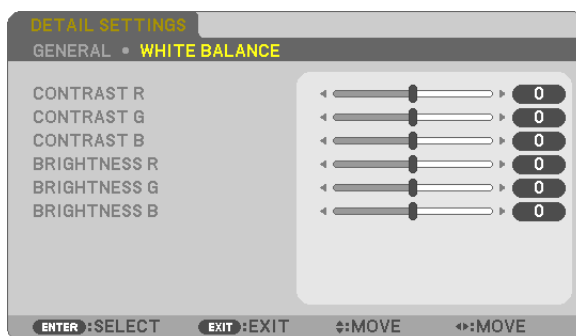 DETAIL SETTINGS
GENERAL • WHITE BALANCE
CONTRAST R 0
CONTRAST G 0
CONTRAST B 0
BRIGHTNESS R 0
BRIGHTNESS G 0
BRIGHTNESS B 0
ENTER :SELECT EXIT :EXIT :MOVE :MOVE